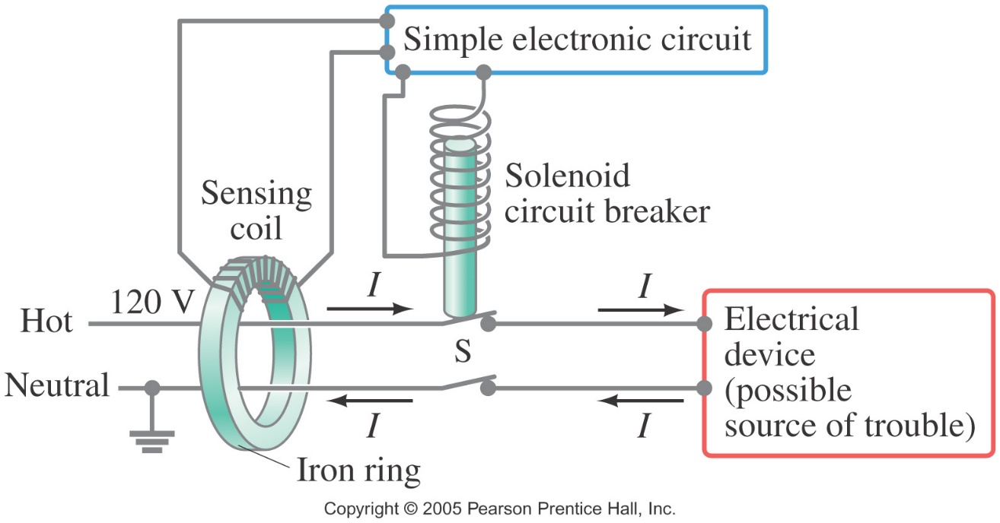 Simple electronic circuit
Solenoid
circuit breaker
Sensing
coil
I
I
120 V
Hot
Electrical
device
(possible
source of trouble)
S
Neutral
I
I
Iron ring
Copyright © 2005 Pearson Prentice Hall, Inc.